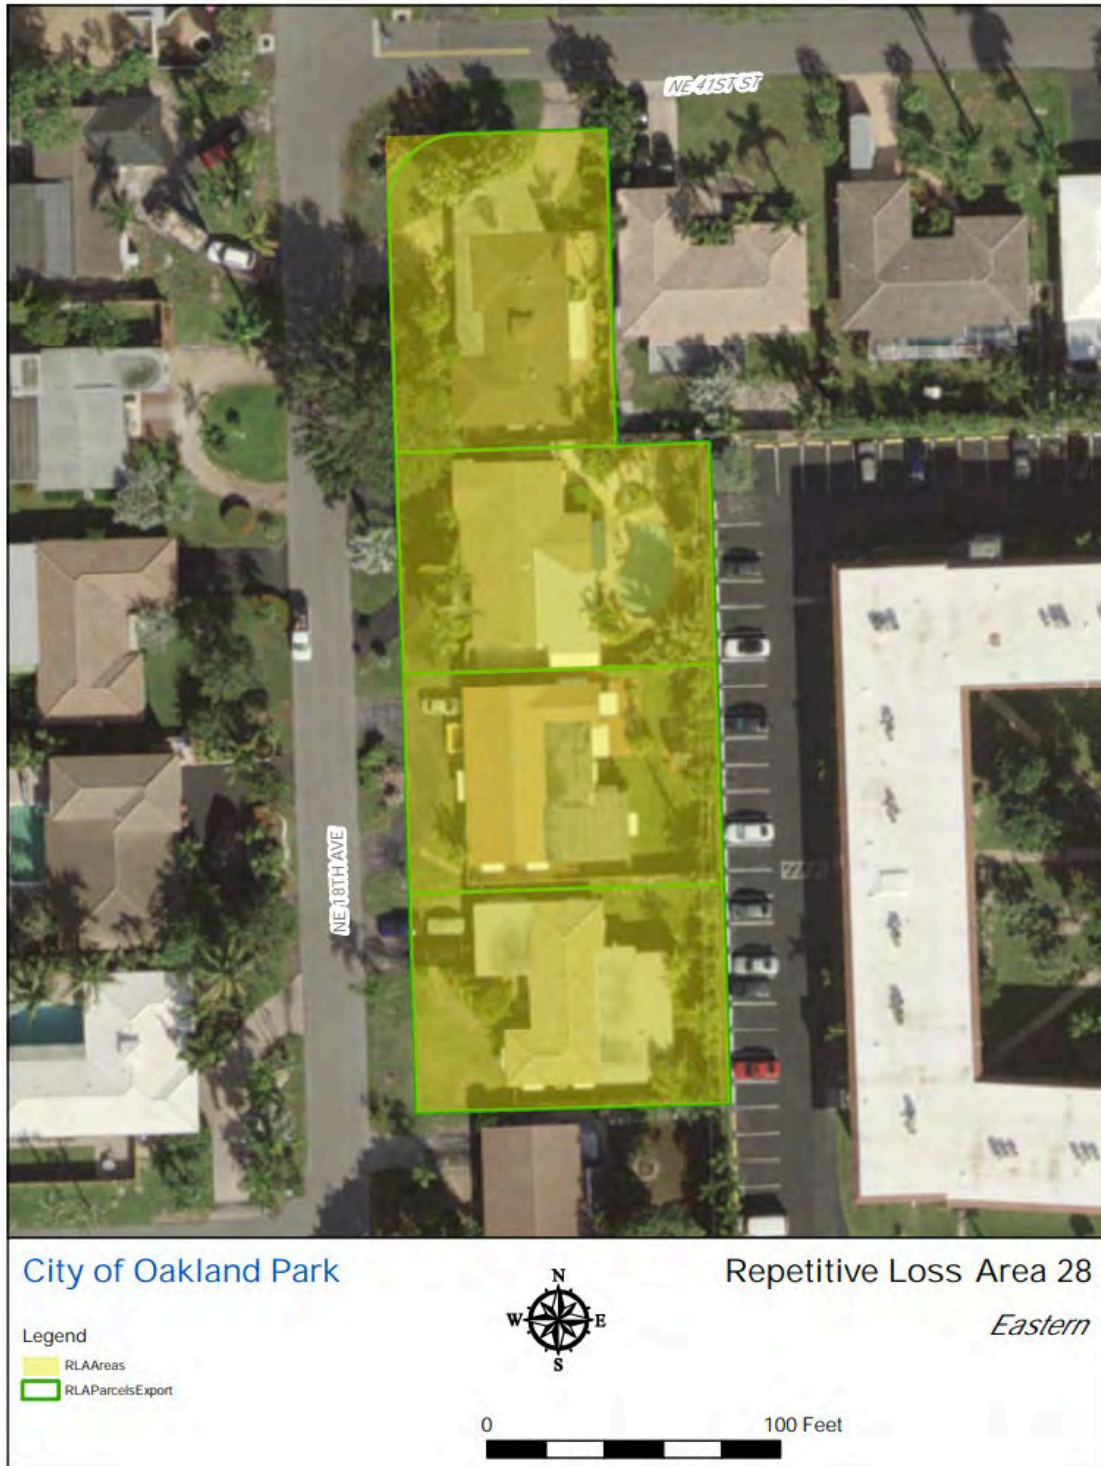 NE 41ST ST
NE 18TH AVE
City of Oakland Park
Repetitive Loss Area 28
Eastern
N
W E
S
Legend
RLAAreas
RLAParcelsExport
0 100 Feet